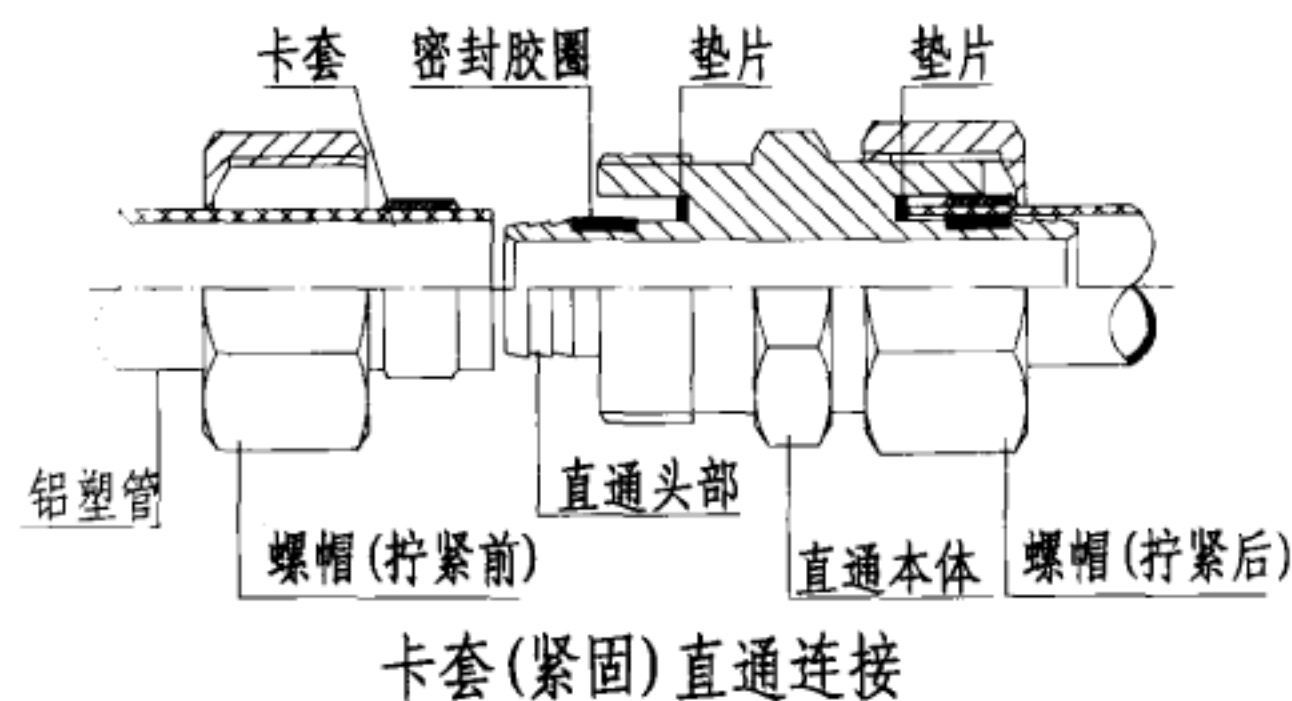 卡套
密封胶圈
垫片
垫片
铝塑管
直通头部
螺帽(拧紧前)
直通本体
螺帽(拧紧后)
卡套(紧固)直通连接